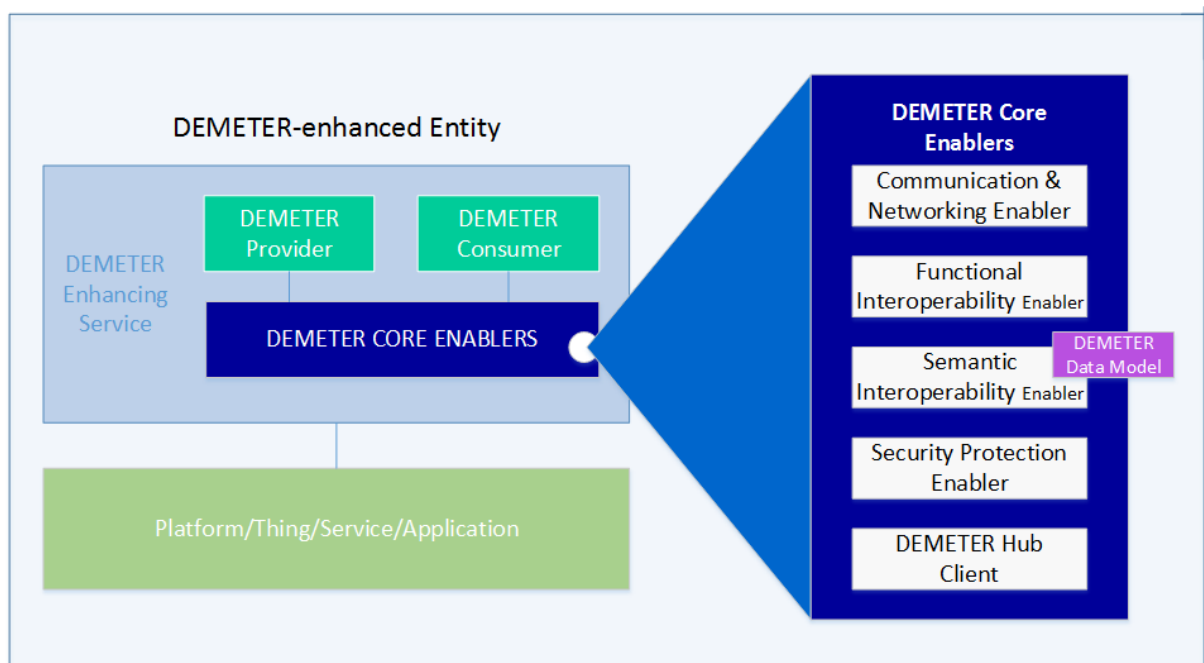 DEMETER-enhanced Entity
DEMETER
Enhancing
Service
DEMETER
Provider
DEMETER
Consumer
DEMETER CORE ENABLERS
Platform/Thing/Service/Application
DEMETER Core
Enablers
Communication &
Networking Enabler
Functional
Interoperability Enabler
Semantic
Interoperability Enabler
DEMETER
Data Model
Security Protection
Enabler
DEMETER Hub
Client